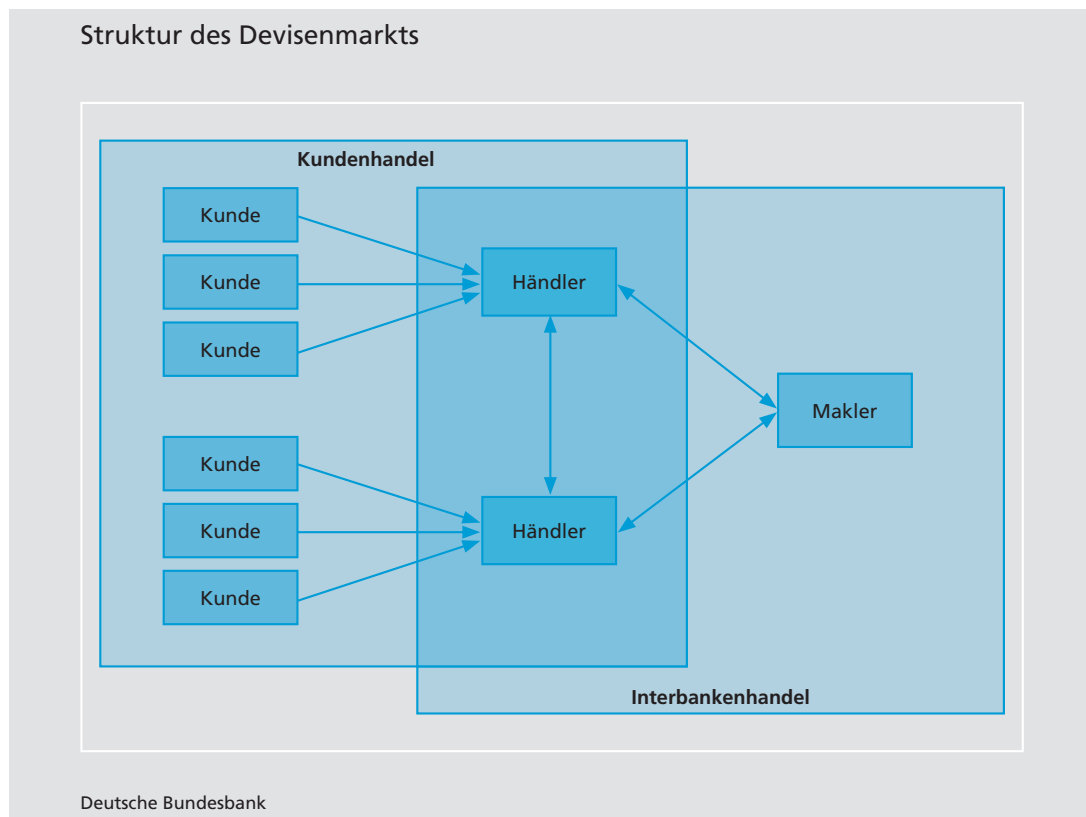 Struktur des Devisenmarkts
Kundenhandel
Kunde
Kunde
Kunde
Händler
Makler
Kunde
Kunde
Kunde
Händler
Interbankenhandel
Deutsche Bundesbank